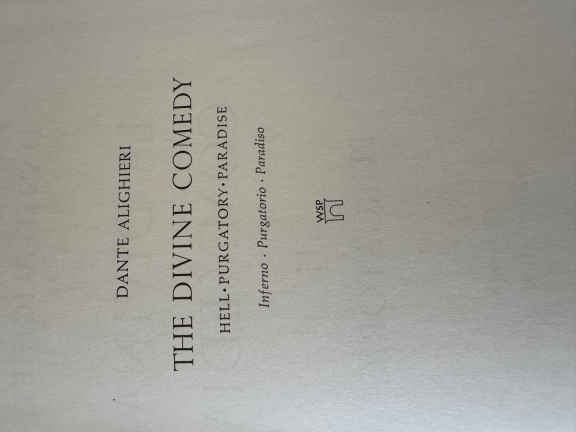 DANTE ALIGHIERI
THE DIVINE COMEDY
HELL•PURGATORY•PARADISE
Inferno · Purgatorio · Paradiso
WSP